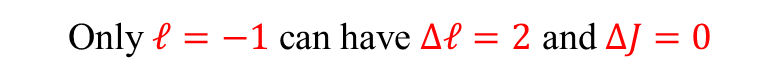 Only ℓ = −1 can have Δℓ = 2 and ΔJ = 0